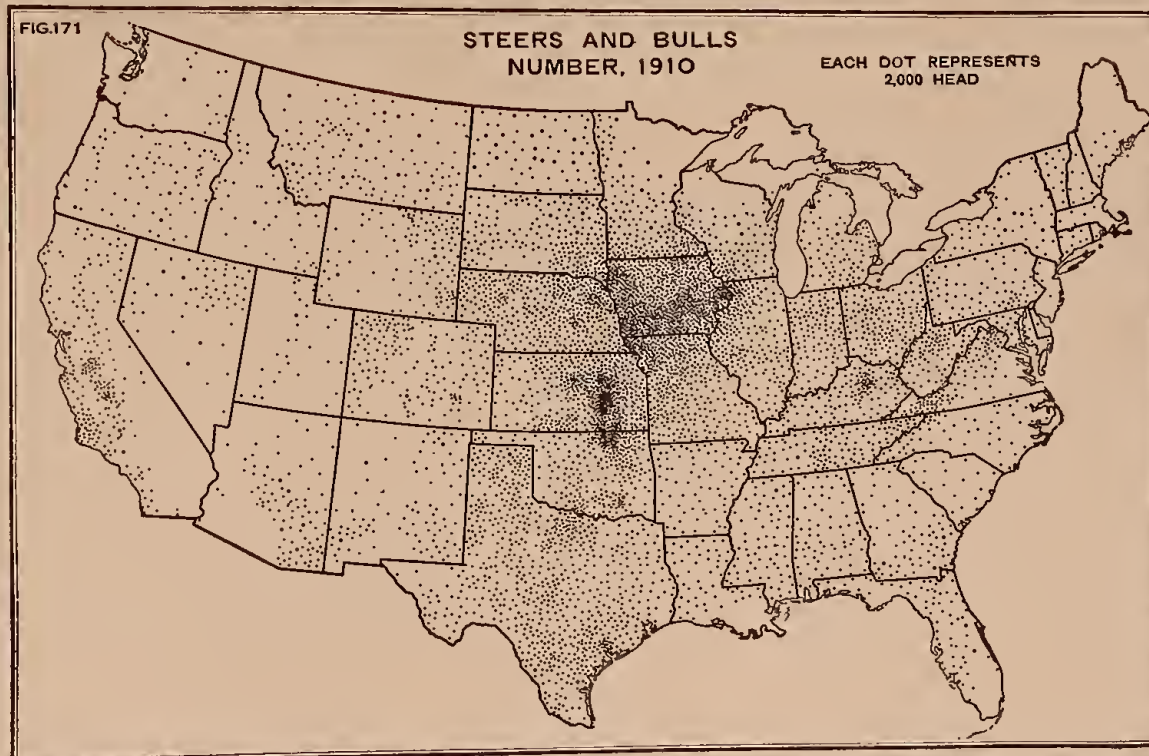 FIG.171
STEERS AND BULLS
NUMBER, 1910
EACH DOT REPRESENTS
2,000 HEAD